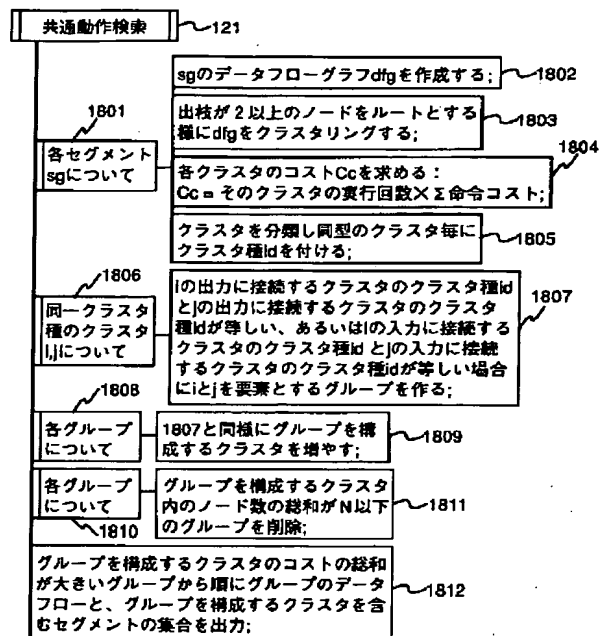 共通動作検索
121
sgのデータフローグラフdfgを作成する;
1802
1801
出枝が2以上のノードをルートとする
様にdfgをクラスタリングする;
1803
各セグメント
sgについて
1804
各クラスタのコストCcを求める:
Cc = そのクラスタの実行回数×Σ命令コスト;
クラスタを分類し同型のクラスタ毎に
クラスタ種idを付ける;
1805
1806
同一クラスタ
種のクラスタ
i,jについて
iの出力に接続するクラスタのクラスタ種id
とjの出力に接続するクラスタのクラスタ
種idが等しい、あるいはiの入力に接続する
クラスタのクラスタ種id とjの入力に接続
するクラスタのクラスタ種idが等しい場合
にiとjを要素とするグループを作る;
1807
1808
各グループ
について
1807と同様にグループを構
成するクラスタを増やす;
1809
各グループ
について
1810
グループを構成するクラスタ
内のノード数の総和がN以下
のグループを削除;
1811
グループを構成するクラスタのコストの総和
が大きいグループから順にグループのデータ
フローと、グループを構成するクラスタを含
むセグメントの集合を出力;
1812